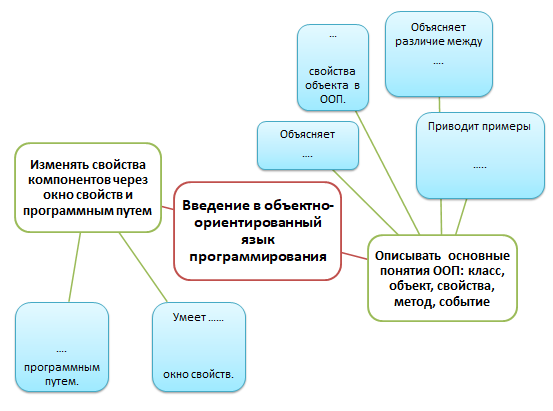 …
свойства
объекта в
ООП.
Объясняет
различие между
….
Объясняет
….
Приводит примеры
…..
Изменять свойства
компонентов через
окно свойств и
программным путем
Введение в объектно-
ориентированный
язык
программирования
Описывать основные
понятия ООП: класс,
объект, свойства,
метод, событие
….
программным
путем.
Умеет ……
окно свойств.